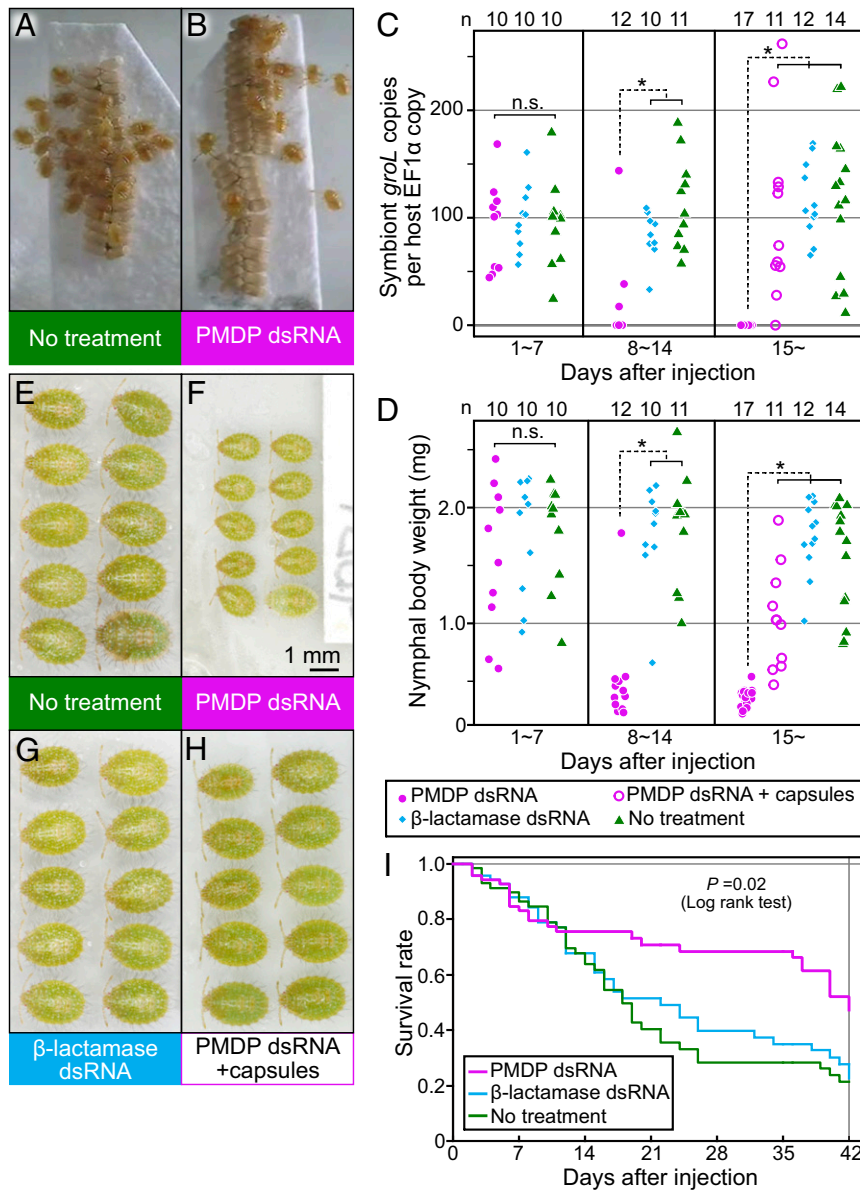 A
B
No treatment
PMDP dsRNA
C
n 10 10 10 12 10 11 17 11 12 14
Symbiont groL copies
per host EF1α copy
200
100
0
n.s.
*
*
1~7 8~14 15~
Days after injection
D
n 10 10 10 12 10 11 17 11 12 14
Nymphal body weight (mg)
2.0
1.0
0
n.s.
*
*
1~7 8~14 15~
Days after injection
PMDP dsRNA
PMDP dsRNA + capsules
β-lactamase dsRNA
No treatment
E
F
1 mm
No treatment
PMDP dsRNA
G
H
β-lactamase
dsRNA
PMDP dsRNA
+capsules
I
P =0.02
(Log rank test)
Survival rate
1.0
0.8
0.6
0.4
0.2
PMDP dsRNA
β-lactamase dsRNA
No treatment
0 7 14 21 28 35 42
Days after injection